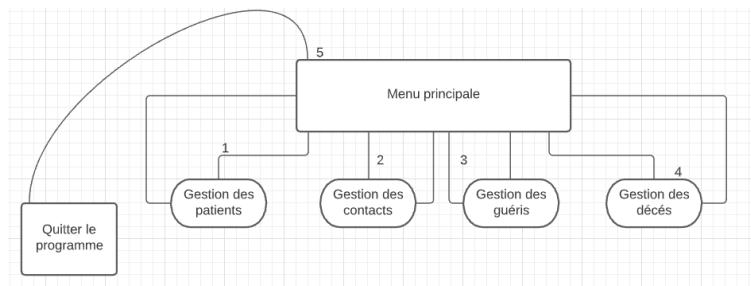 5
Menu principale
1
2
3
4
Gestion des
patients
Gestion des
contacts
Gestion des
guéris
Gestion des
décés
Quitter le
programme